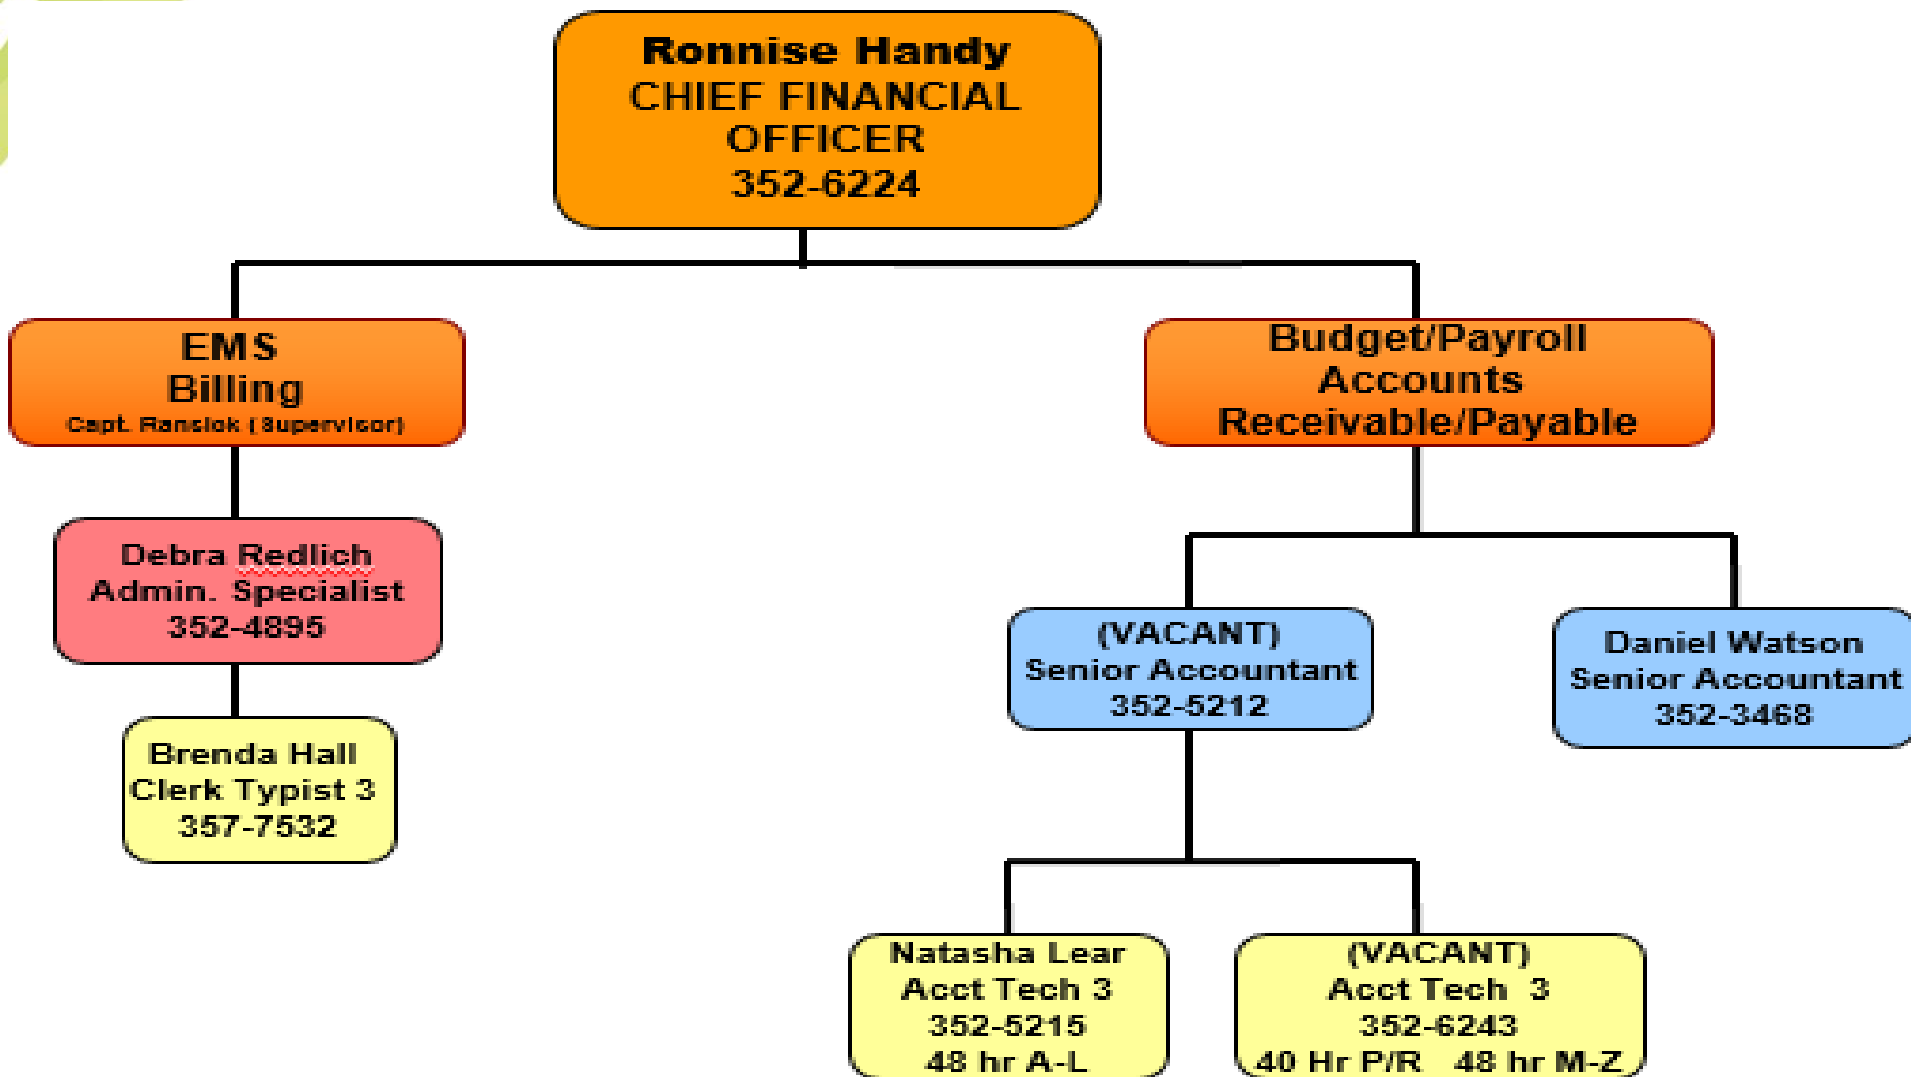 Ronnise Handy
CHIEF FINANCIAL
OFFICER
352-6224
EMS
Billing
Capt. Ransick (Supervisor)
Budget/Payroll
Accounts
Receivable/Payable
Debra Redlich
Admin. Specialist
352-4895
(VACANT)
Senior Accountant
352-5212
Daniel Watson
Senior Accountant
352-3468
Brenda Hall
Clerk Typist 3
357-7532
Natasha Lear
Acct Tech 3
352-5215
48 hr A-L
(VACANT)
Acct Tech  3
352-6243
40 Hr P/R   48 hr M-Z